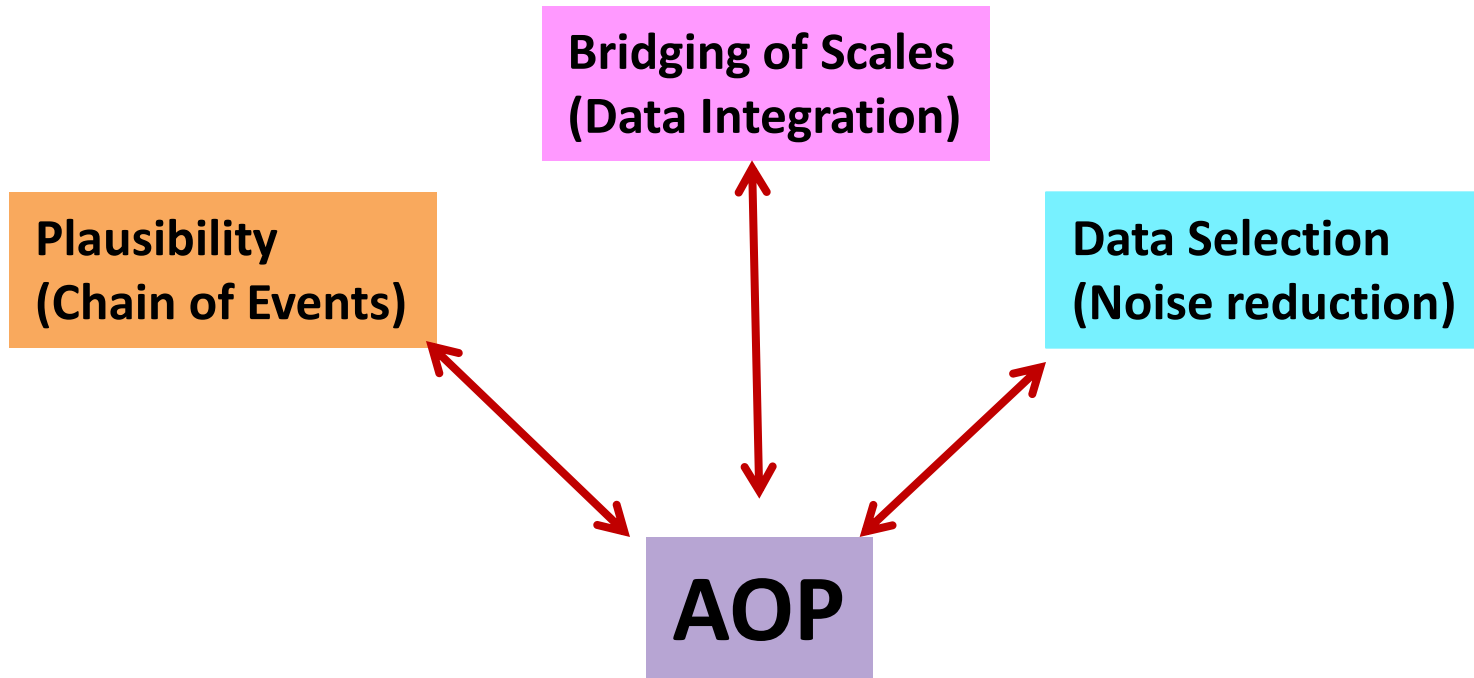 Bridging of Scales
(Data Integration)
Plausibility
(Chain of Events)
Data Selection
(Noise reduction)
AOP